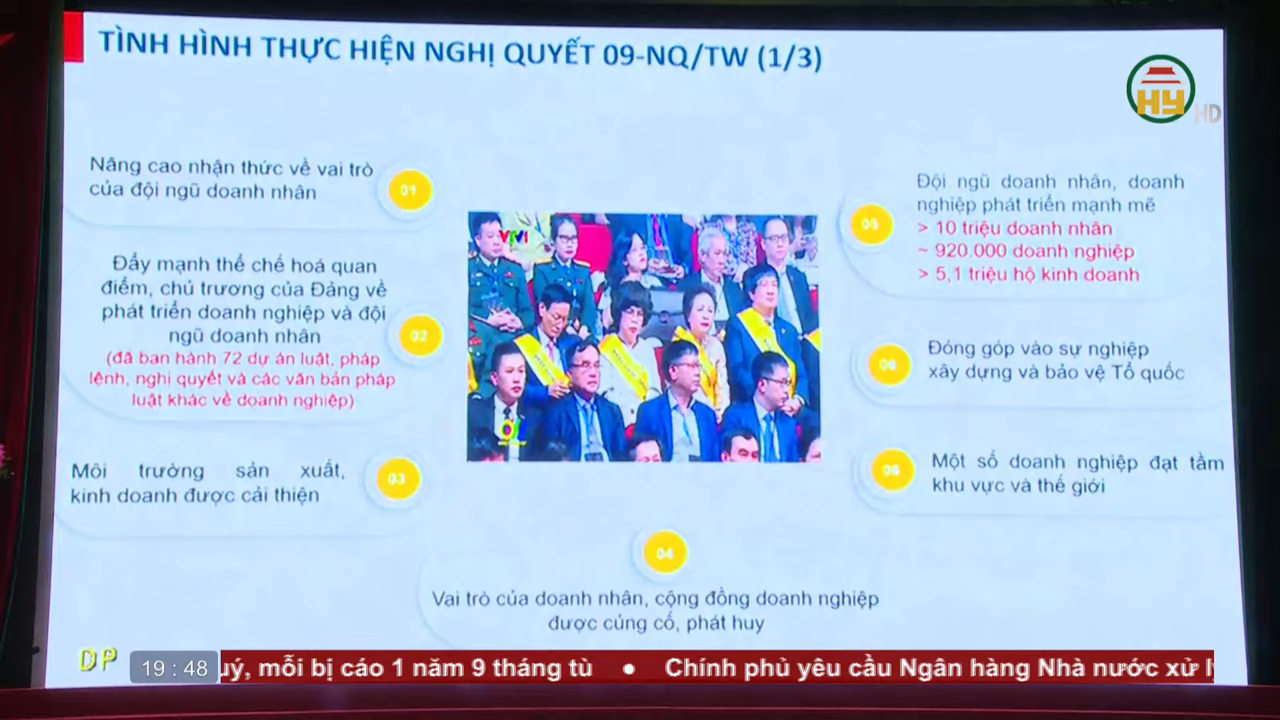 TÌNH HÌNH THỰC HIỆN NGHỊ QUYẾT 09-NQ/TW (1/3)
HY HD
Nâng cao nhận thức về vai trò
của đội ngũ doanh nhân
01
Đẩy mạnh thể chế hoá quan
điểm, chủ trương của Đảng về
phát triển doanh nghiệp và đội
ngũ doanh nhân
(đã ban hành 72 dự án luật, pháp
lệnh, nghị quyết và các văn bản pháp
luật khác về doanh nghiệp)
02
Môi trường sản xuất,
kinh doanh được cải thiện
03
VTV1
04
Vai trò của doanh nhân, cộng đồng doanh nghiệp
được củng cố, phát huy
05
Đội ngũ doanh nhân, doanh
nghiệp phát triển mạnh mẽ
> 10 triệu doanh nhân
~ 920.000 doanh nghiệp
> 5,1 triệu hộ kinh doanh
Đóng góp vào sự nghiệp
xây dựng và bảo vệ Tổ quốc
Một số doanh nghiệp đạt tầm
khu vực và thế giới
DP
19 : 48
uý, mỗi bị cáo 1 năm 9 tháng tù ● Chính phủ yêu cầu Ngân hàng Nhà nước xử lý